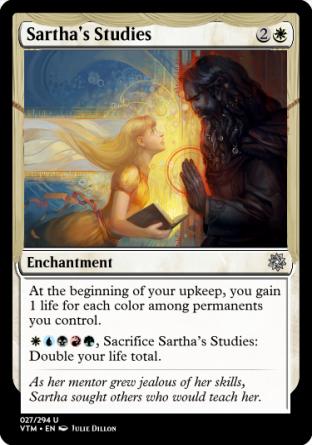 Sartha's Studies 2
Enchantment
At the beginning of your upkeep, you gain
1 life for each color among permanents
you control.
, Sacrifice Sartha's Studies:
Double your life total.
As her mentor grew jealous of her skills,
Sartha sought others who would teach her.
027/294 U
VTM • EN JULIE DILLON